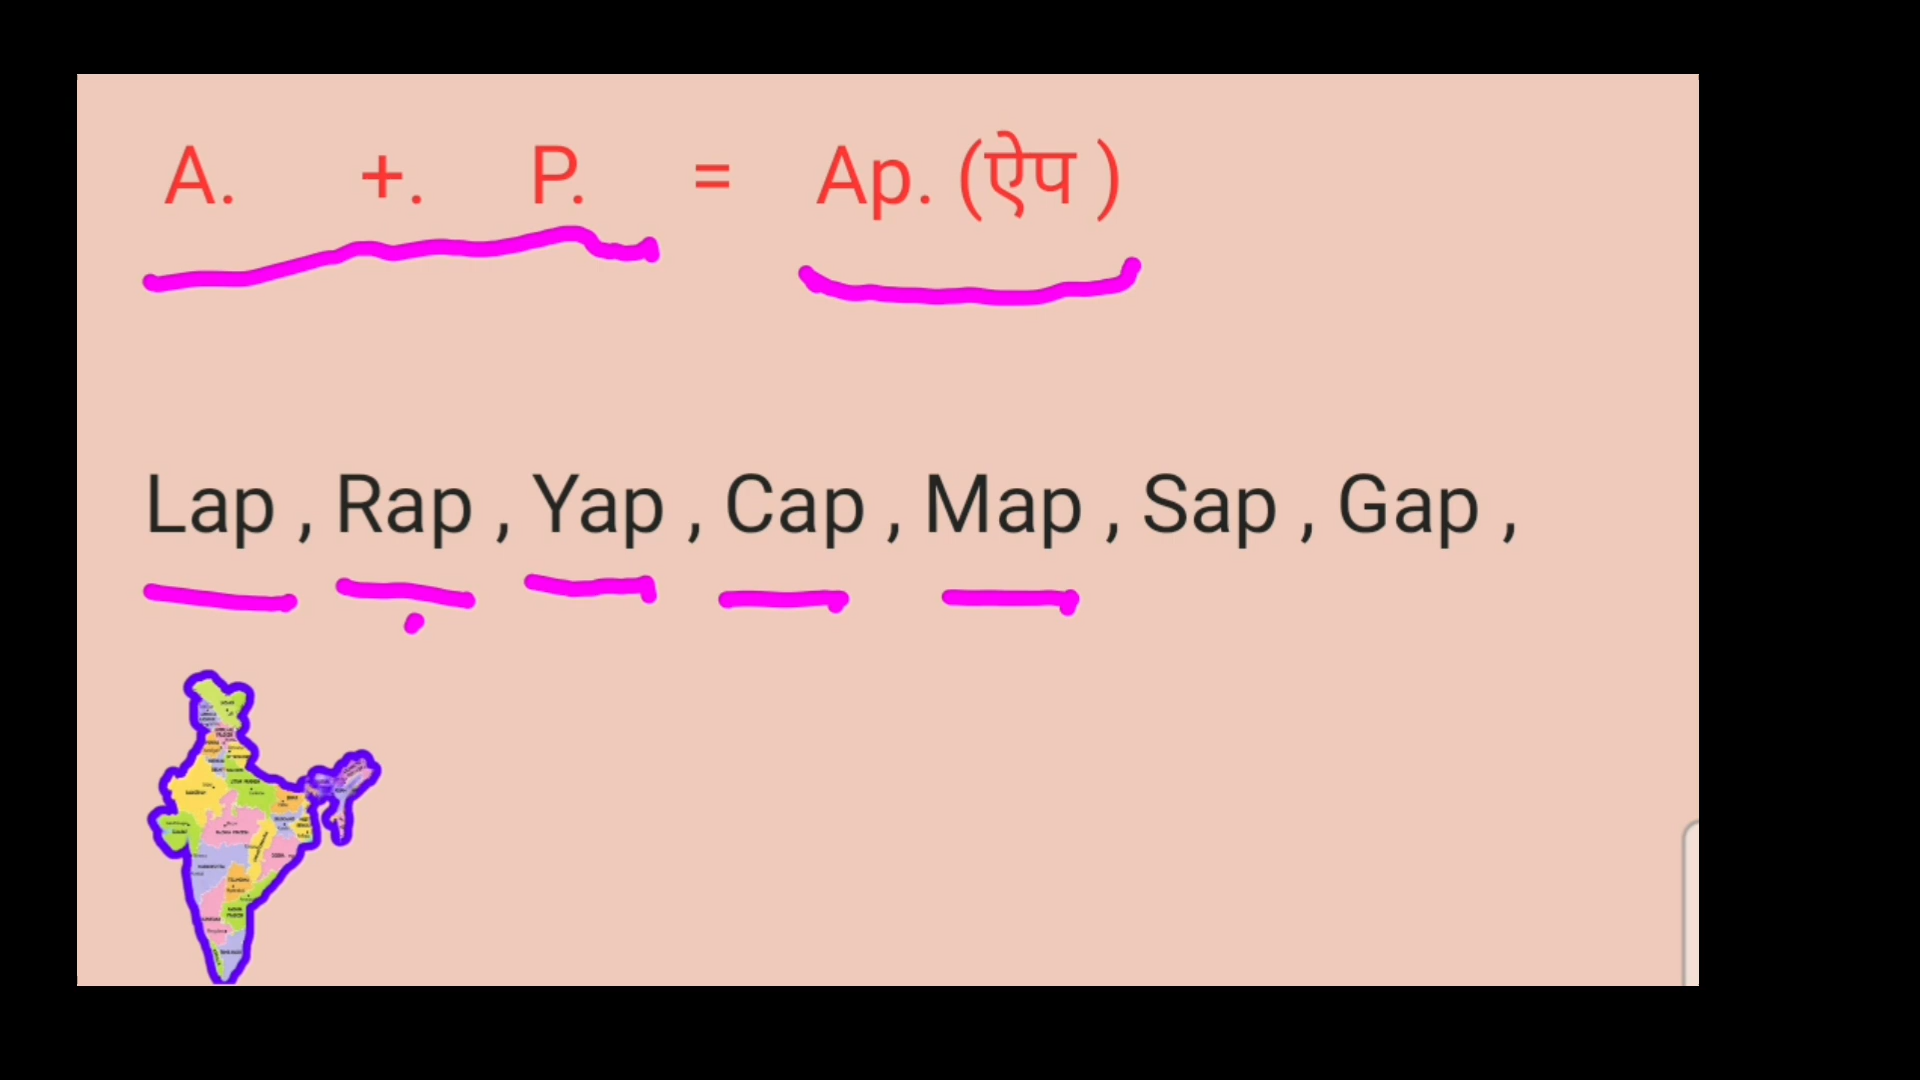 A. +. P. = Ap. (ऐप )
Lap , Rap , Yap , Cap , Map , Sap , Gap ,